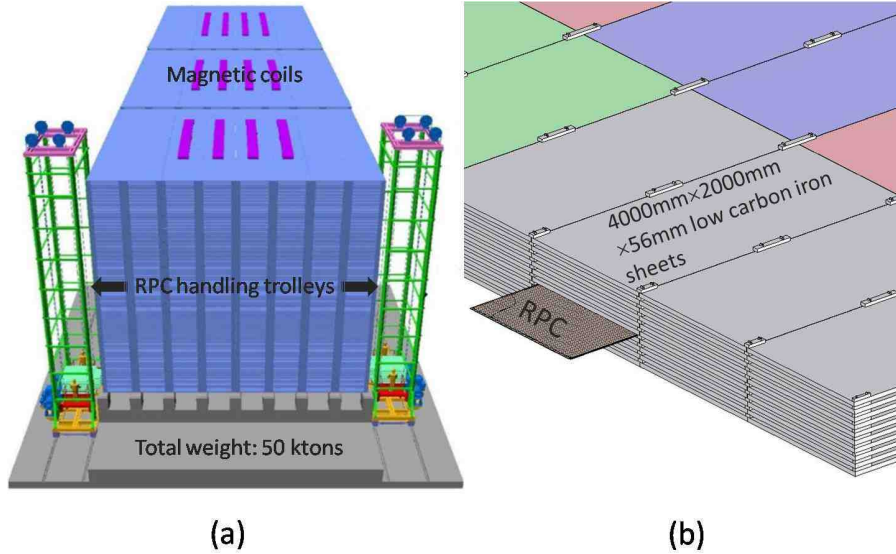 Magnetic coils
RPC handling trolleys
Total weight: 50 ktons
(a)
4000mm×2000mm
×56mm low carbon iron
sheets
RPC
(b)